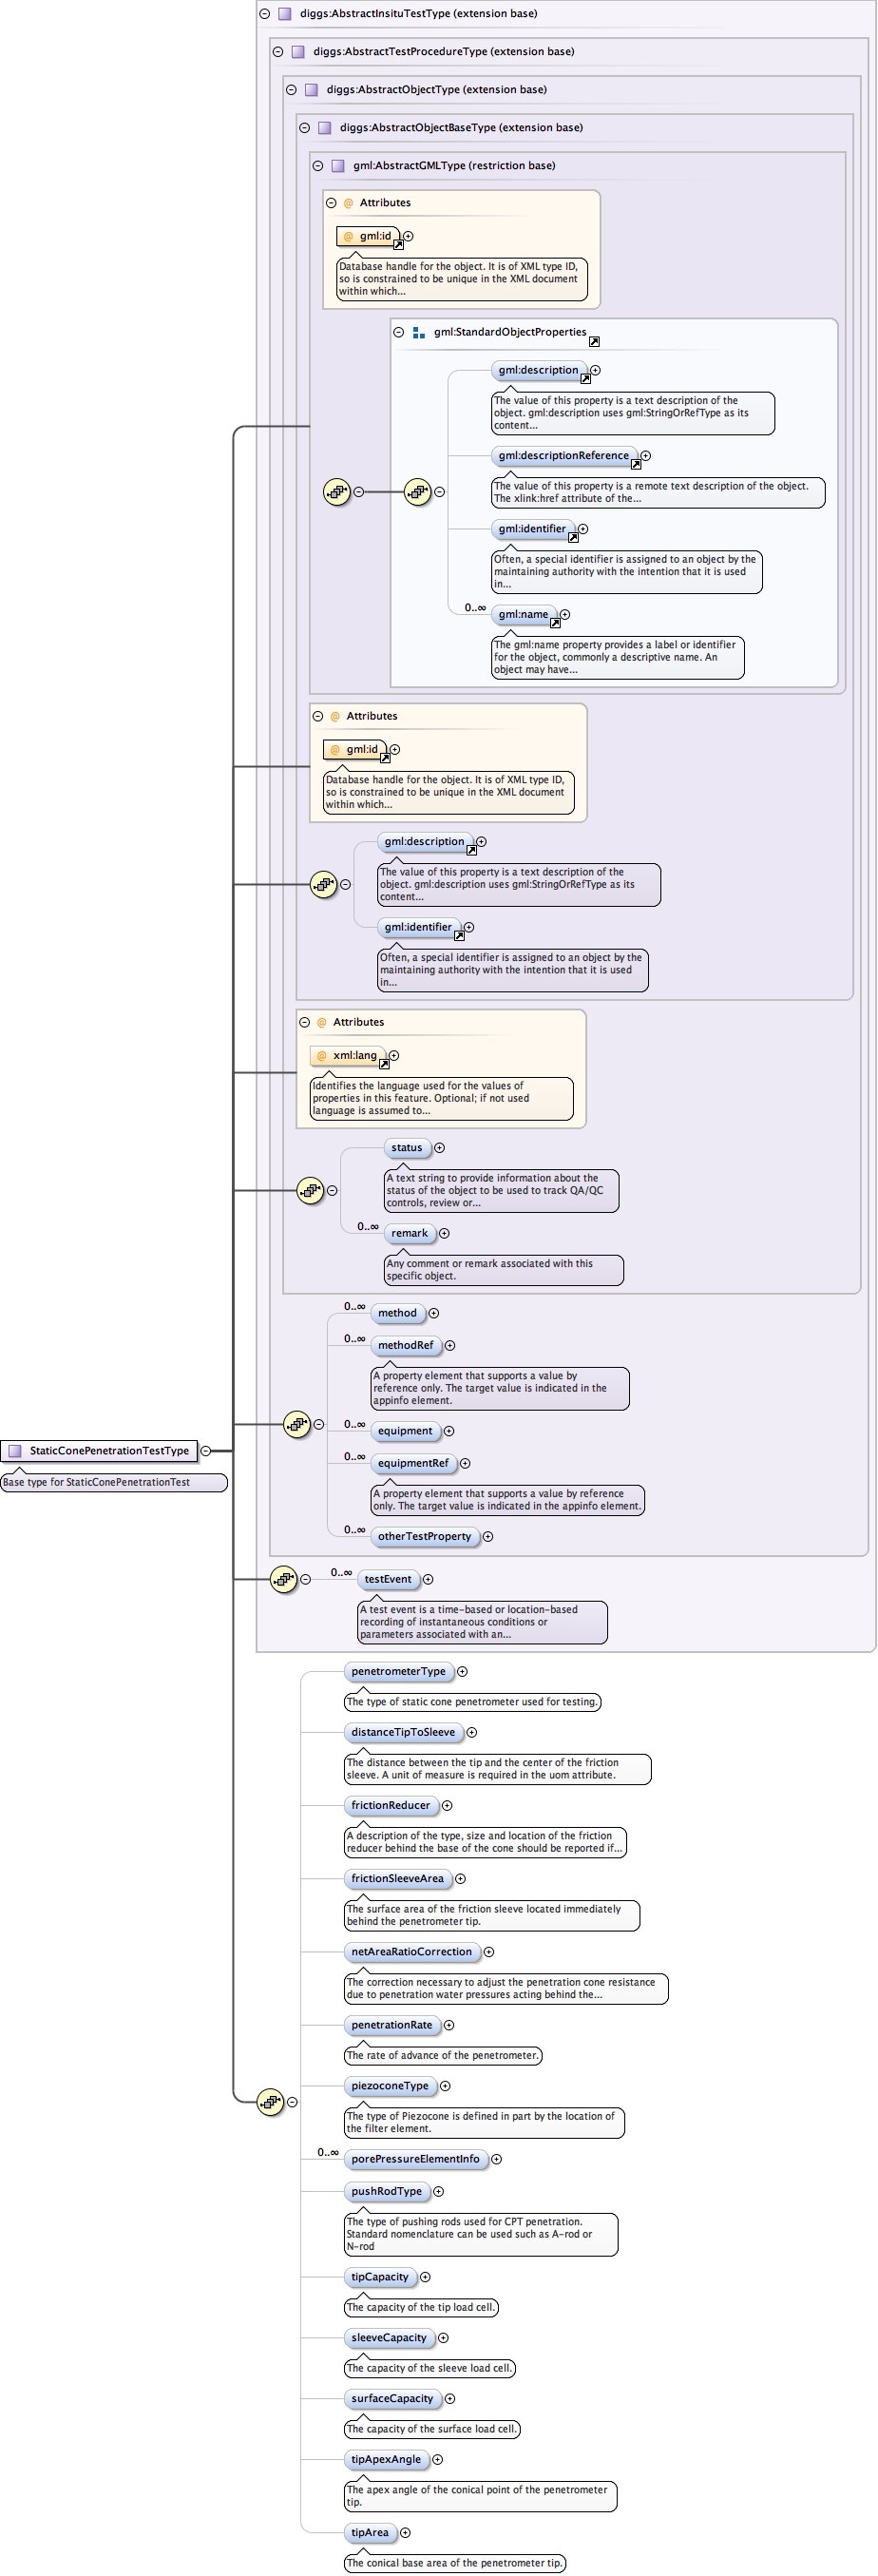 diggs:AbstractInsituTestType (extension base)
diggs:AbstractTestProcedureType (extension base)
diggs:AbstractObjectType (extension base)
diggs:AbstractObjectBaseType (extension base)
gml:AbstractGMLType (restriction base)
@ Attributes
@ gml:id
Database handle for the object. It is of XML type ID,
so is constrained to be unique in the XML document
within which...
gml:StandardObjectProperties
gml:description
The value of this property is a text description of the
object. gml:description uses gml:StringOrRefType as its
content...
gml:descriptionReference
The value of this property is a remote text description of the object.
The xlink:href attribute of the...
gml:identifier
Often, a special identifier is assigned to an object by the
maintaining authority with the intention that it is used
in...
0..∞
gml:name
The gml:name property provides a label or identifier
for the object, commonly a descriptive name. An
object may have...
@ Attributes
@ gml:id
Database handle for the object. It is of XML type ID,
so is constrained to be unique in the XML document
within which...
gml:description
The value of this property is a text description of the
object. gml:description uses gml:StringOrRefType as its
content...
gml:identifier
Often, a special identifier is assigned to an object by the
maintaining authority with the intention that it is used
in...
@ Attributes
@ xml:lang
Identifies the language used for the values of
properties in this feature. Optional; if not used
language is assumed to...
status
A text string to provide information about the
status of the object to be used to track QA/QC
controls, review or...
0..∞
remark
Any comment or remark associated with this
specific object.
0..∞
method
0..∞
methodRef
A property element that supports a value by
reference only. The target value is indicated in the
appinfo element.
0..∞
equipment
StaticConePenetrationTestType
Base type for StaticConePenetrationTest
0..∞
equipmentRef
A property element that supports a value by reference
only. The target value is indicated in the appinfo element.
0..∞
otherTestProperty
0..∞
testEvent
A test event is a time-based or location-based
recording of instantaneous conditions or
parameters associated with an...
penetrometerType
The type of static cone penetrometer used for testing.
distanceTipToSleeve
The distance between the tip and the center of the friction
sleeve. A unit of measure is required in the uom attribute.
frictionReducer
A description of the type, size and location of the friction
reducer behind the base of the cone should be reported if...
frictionSleeveArea
The surface area of the friction sleeve located immediately
behind the penetrometer tip.
netAreaRatioCorrection
The correction necessary to adjust the penetration cone resistance
due to penetration water pressures acting behind the...
penetrationRate
The rate of advance of the penetrometer.
piezoconeType
The type of Piezocone is defined in part by the location of
the filter element.
0..∞
porePressureElementInfo
pushRodType
The type of pushing rods used for CPT penetration.
Standard nomenclature can be used such as A-rod or
N-rod
tipCapacity
The capacity of the tip load cell.
sleeveCapacity
The capacity of the sleeve load cell.
surfaceCapacity
The capacity of the surface load cell.
tipApexAngle
The apex angle of the conical point of the penetrometer
tip.
tipArea
The conical base area of the penetrometer tip.